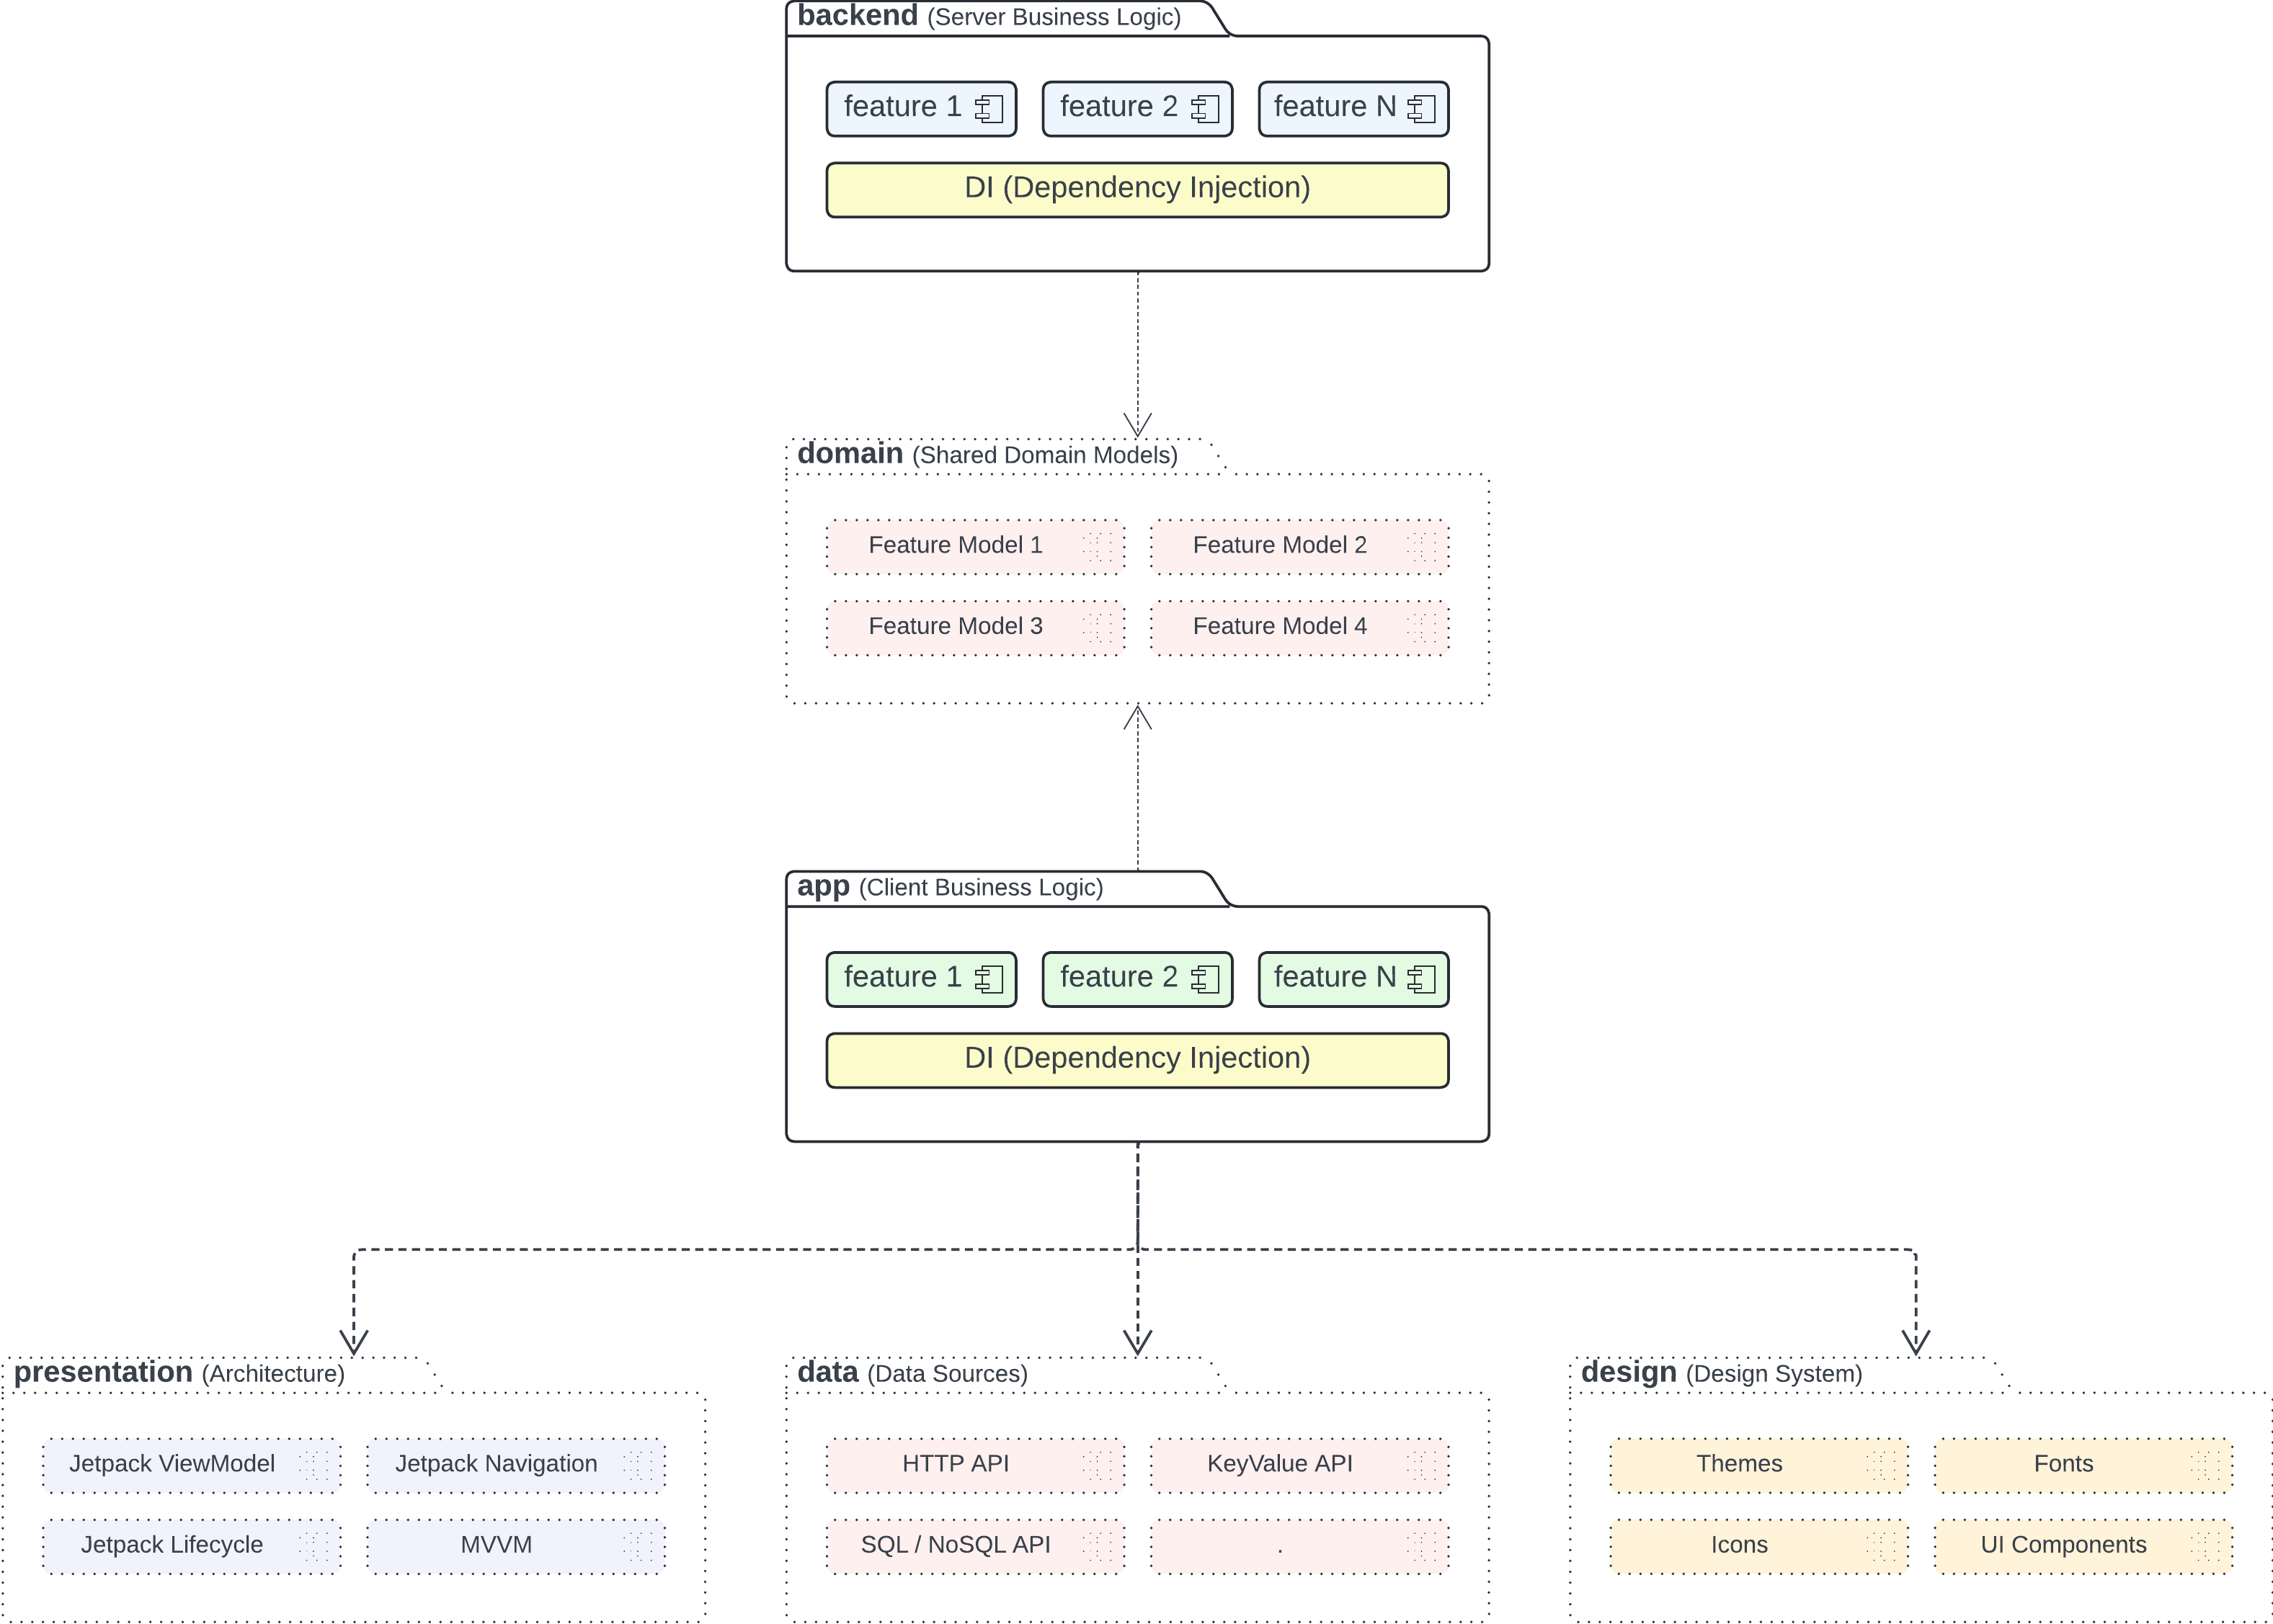 backend (Server Business Logic)
feature 1
feature 2
feature N
DI (Dependency Injection)
domain (Shared Domain Models)
Feature Model 1
Feature Model 2
Feature Model 3
Feature Model 4
app (Client Business Logic)
feature 1
feature 2
feature N
DI (Dependency Injection)
presentation (Architecture)
Jetpack ViewModel
Jetpack Navigation
Jetpack Lifecycle
MVVM
data (Data Sources)
HTTP API
KeyValue API
SQL / NoSQL API
.
design (Design System)
Themes
Fonts
Icons
UI Components